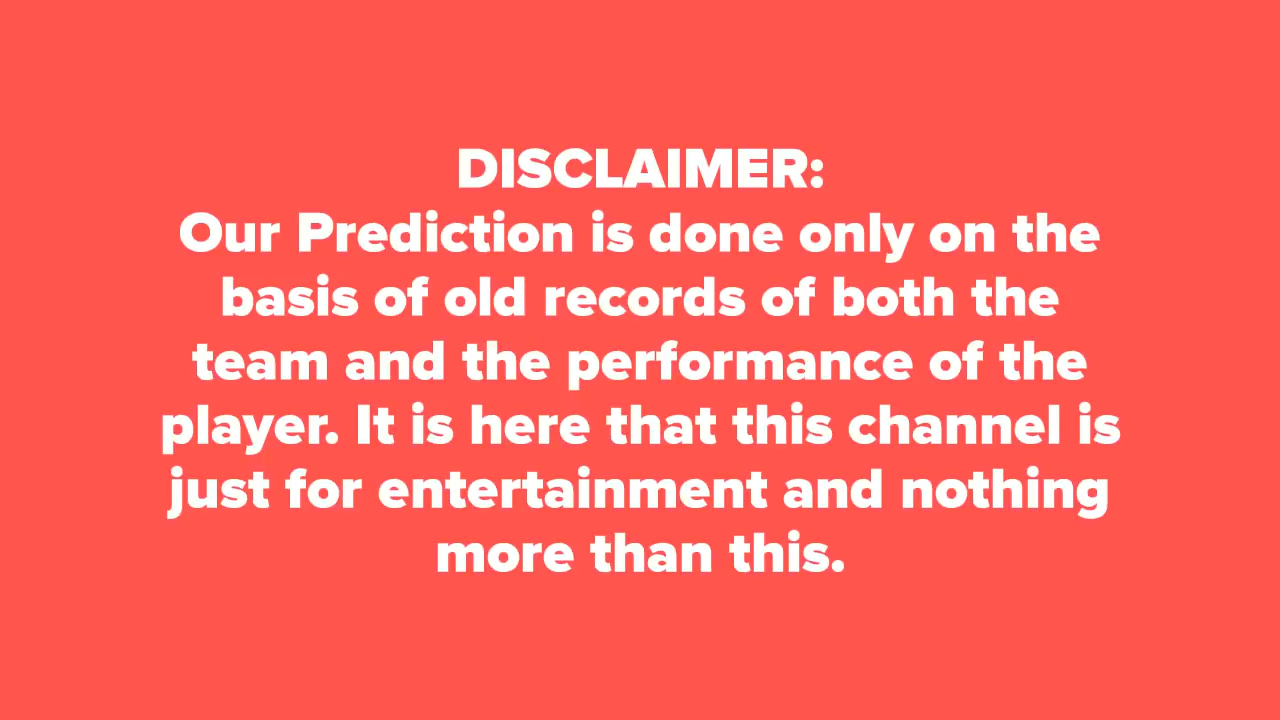 DISCLAIMER:
Our Prediction is done only on the
basis of old records of both the
team and the performance of the
player. It is here that this channel is
just for entertainment and nothing
more than this.